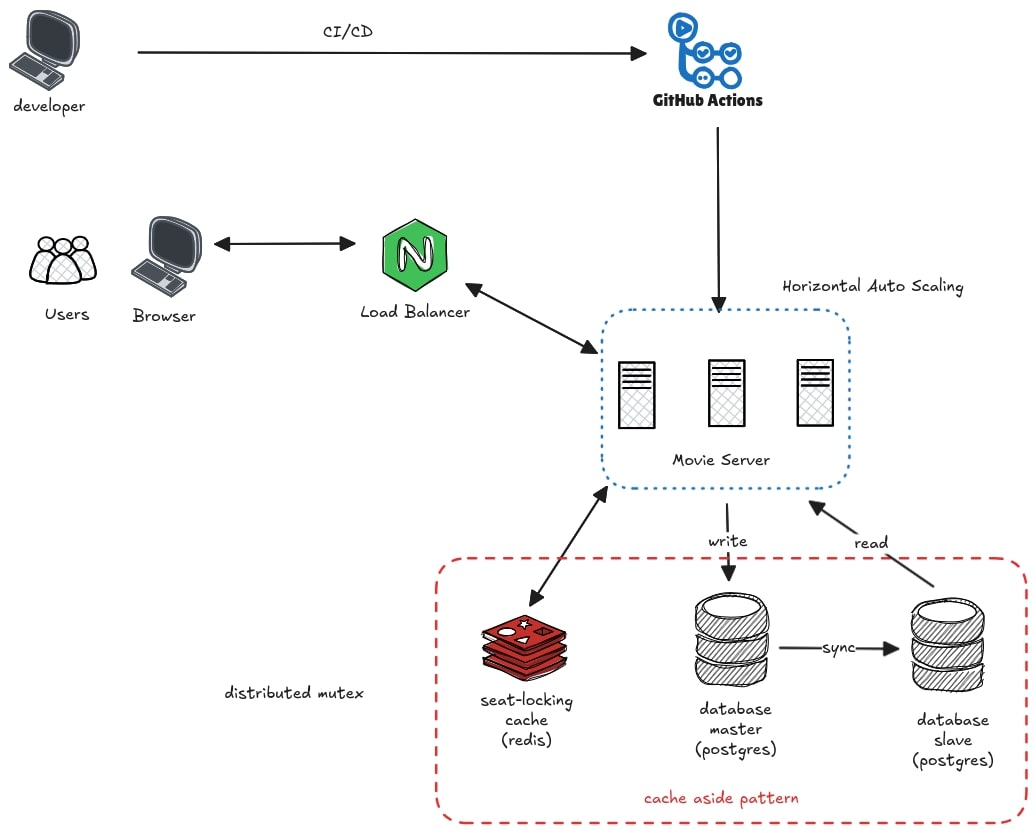 CI/CD
developer
GitHub Actions
Users
Browser
Load Balancer
Horizontal Auto Scaling
Movie Server
write
read
sync
distributed mutex
seat-locking
cache
(redis)
database
master
(postgres)
database
slave
(postgres)
cache aside pattern